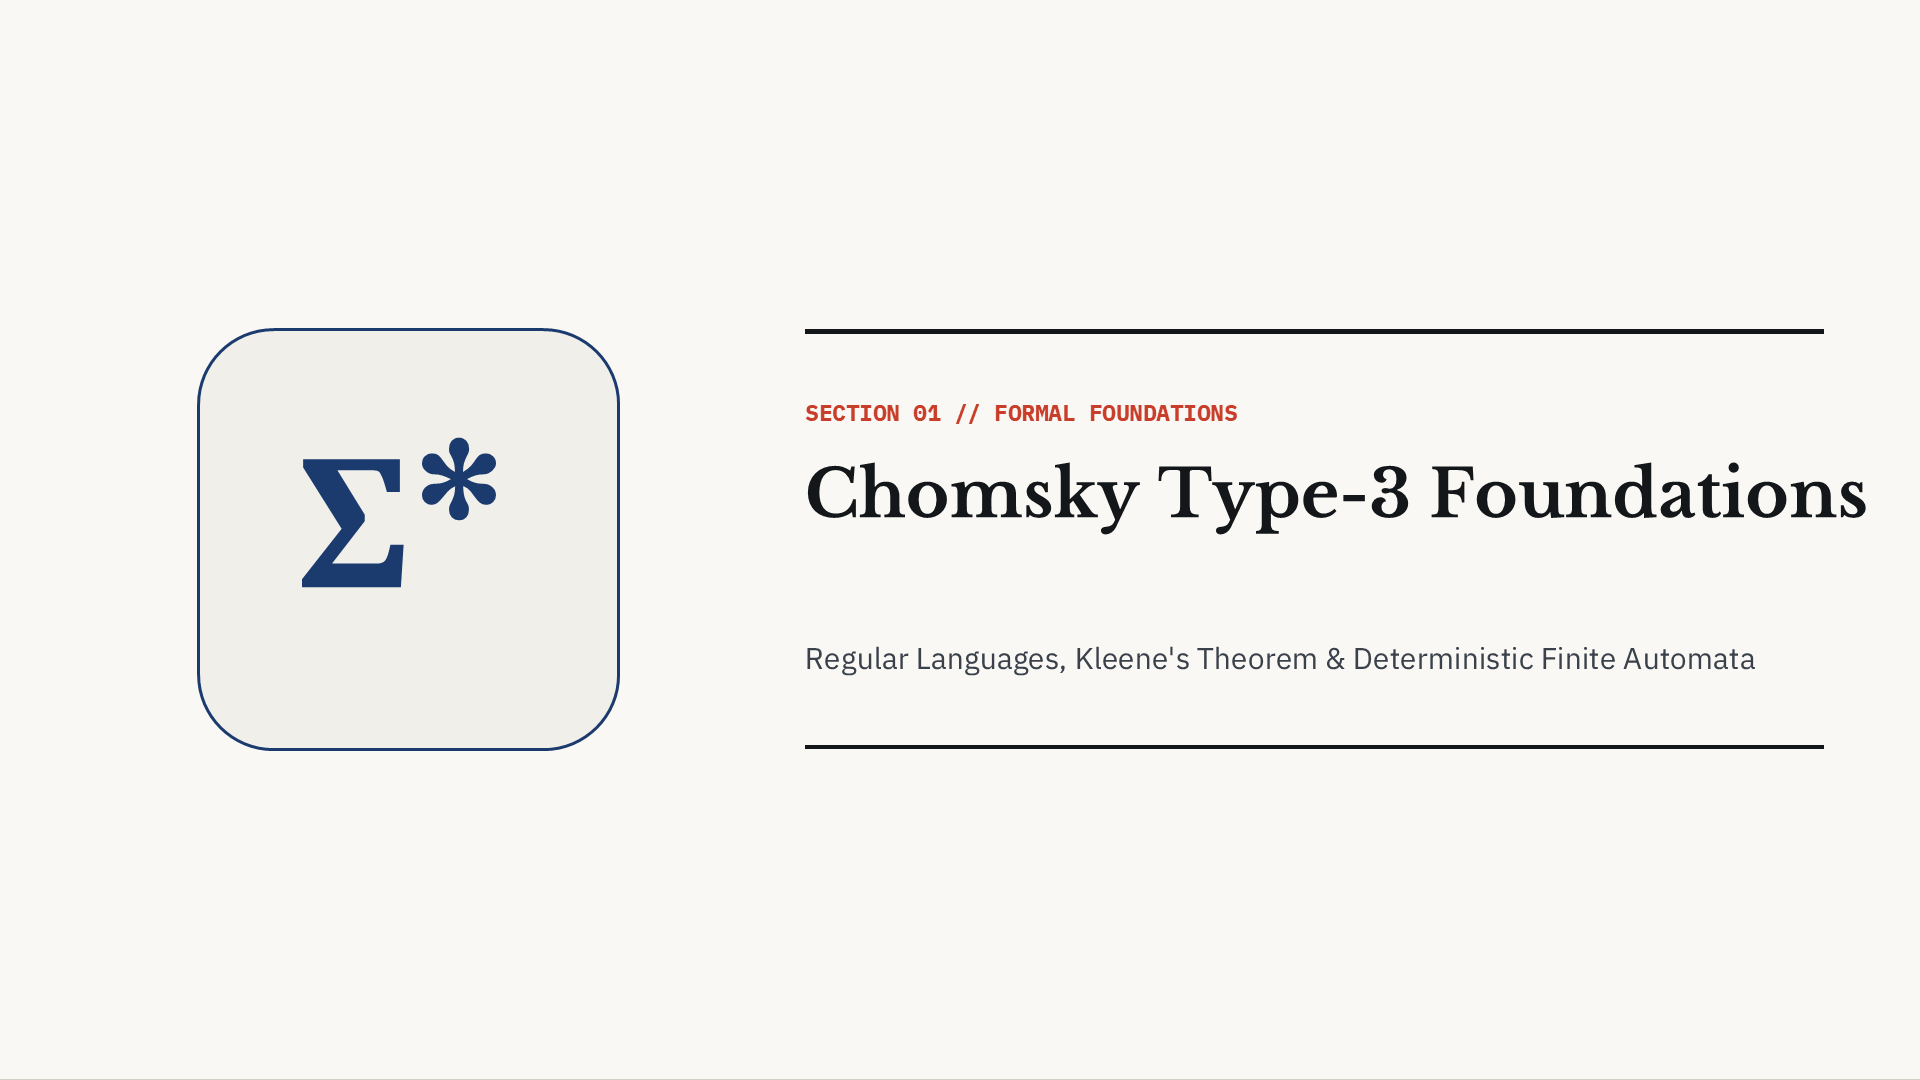 Σ*
SECTION 01 // FORMAL FOUNDATIONS
Chomsky Type-3 Foundations
Regular Languages, Kleene's Theorem & Deterministic Finite Automata